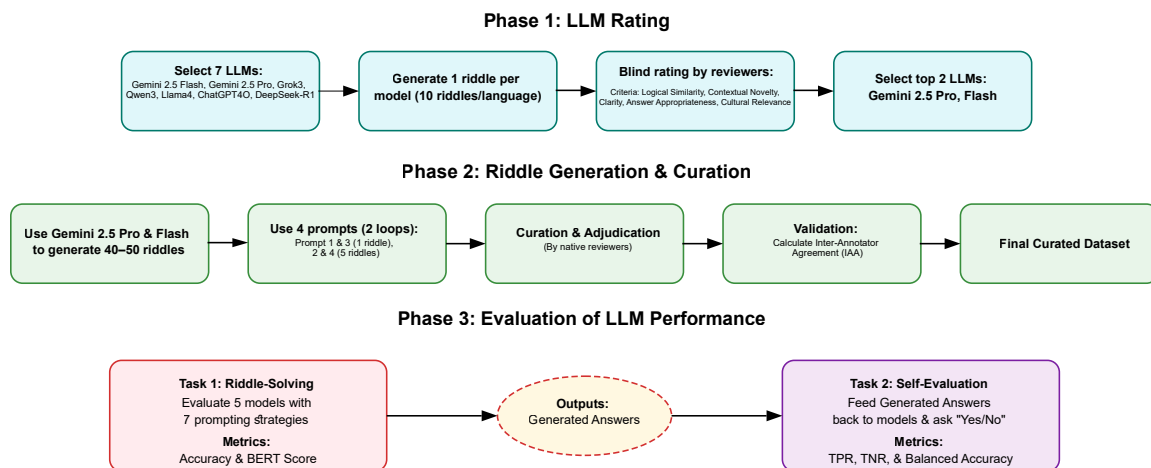 Phase 1: LLM Rating
Select 7 LLMs:
Gemini 2.5 Flash, Gemini 2.5 Pro, Grok3,
Qwen3, Llama4, ChatGPT4O, DeepSeek-R1
Generate 1 riddle per
model (10 riddles/language)
Blind rating by reviewers:
Criteria: Logical Similarity, Contextual Novelty,
Clarity, Answer Appropriateness, Cultural Relevance
Select top 2 LLMs:
Gemini 2.5 Pro, Flash
Phase 2: Riddle Generation & Curation
Use Gemini 2.5 Pro & Flash
to generate 40–50 riddles
Use 4 prompts (2 loops):
Prompt 1 & 3 (1 riddle),
2 & 4 (5 riddles)
Curation & Adjudication
(By native reviewers)
Validation:
Calculate Inter-Annotator
Agreement (IAA)
Final Curated Dataset
Phase 3: Evaluation of LLM Performance
Task 1: Riddle-Solving
Evaluate 5 models with
7 prompting strategies
Metrics:
Accuracy & BERT Score
Outputs:
Generated Answers
Task 2: Self-Evaluation
Feed Generated Answers
back to models & ask "Yes/No"
Metrics:
TPR, TNR, & Balanced Accuracy